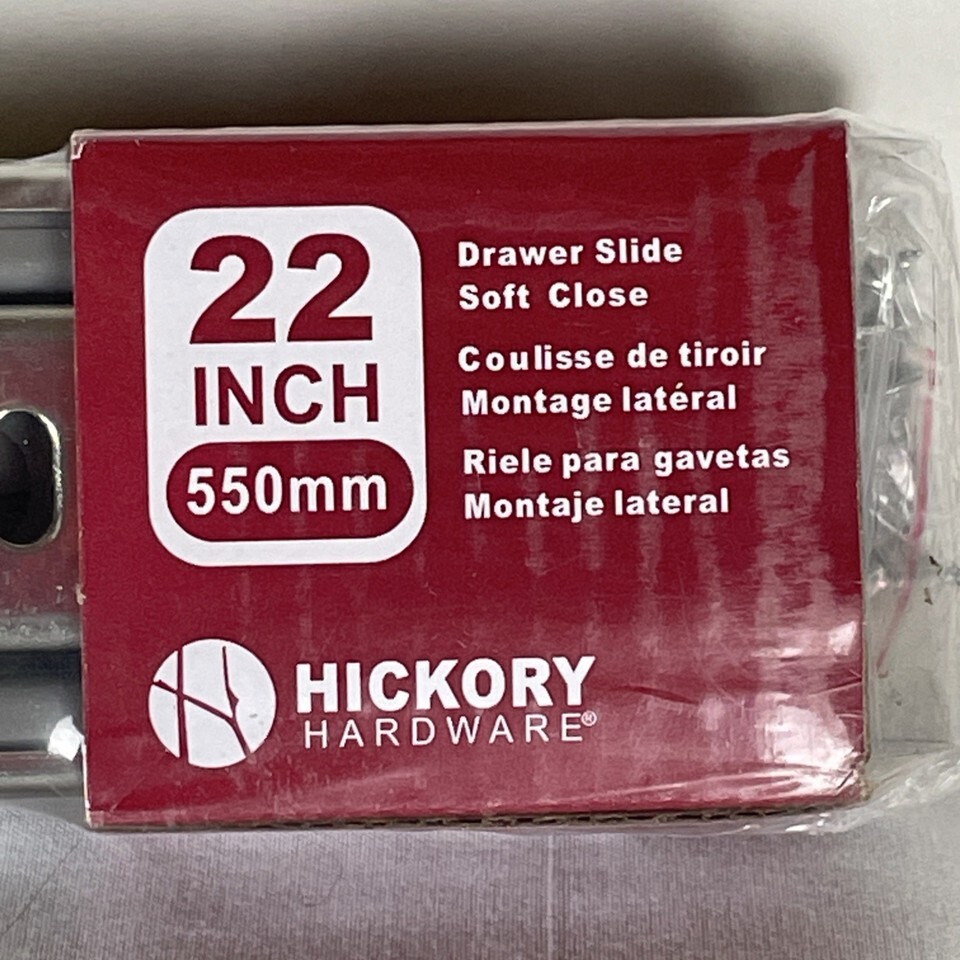 22
INCH
550mm
Drawer Slide
Soft Close
Coulisse de tiroir
Montage latéral
Riele para gavetas
Montaje lateral
HICKORY
HARDWARE®